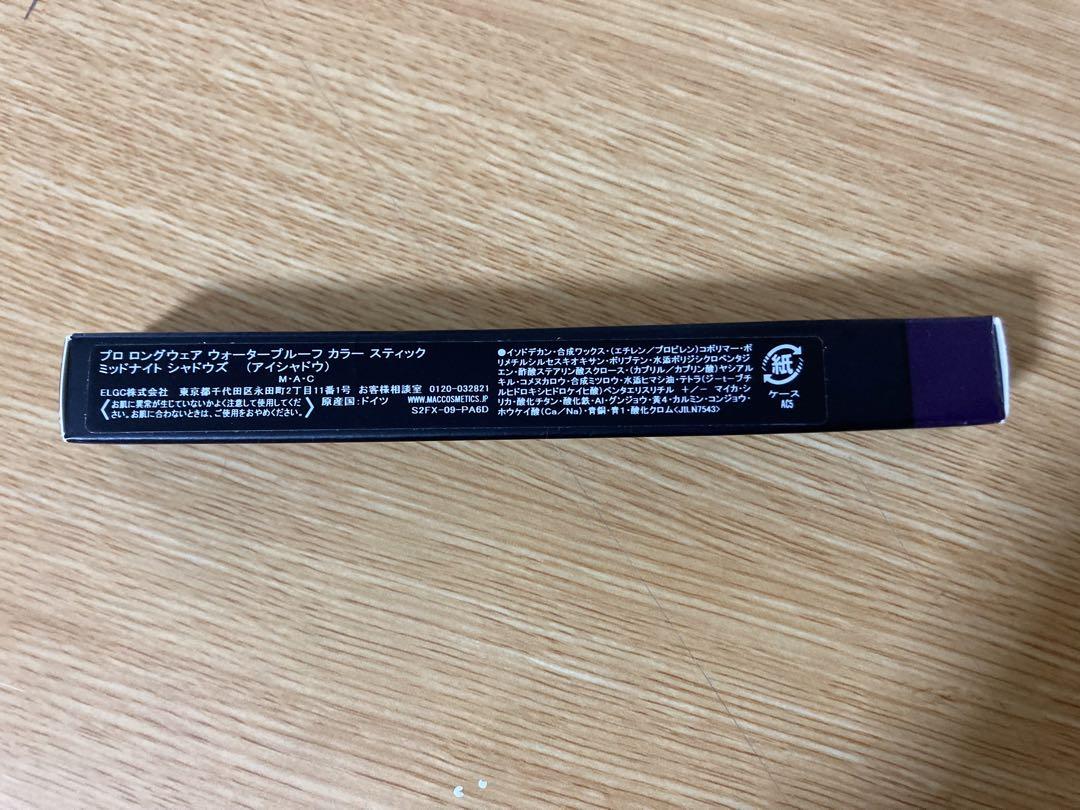 プロ ロングウェア ウォータープルーフ カラー スティック
ミッドナイト シャドウズ （アイシャドウ）
M・A・C
ELGC株式会社 東京都千代田区永田町2丁目11番1号 お客様相談室 0120-032821
〈お肌に異常が生じていないかよく注意して使用してくだ
さい。お肌に合わないときは、ご使用をおやめください。〉
原産国：ドイツ
WWW.MACCOSMETICS.JP
S2FX-09-PA6D
●イソドデカン・合成ワックス・（エチレン／プロピレン）コポリマー・ポ
リメチルシルセスキオキサン・ポリブテン・水添ポリジシクロペンタジ
エン・酢酸ステアリン酸スクロース・（カプリル／カプリン酸）ヤシアル
キル・コメヌカロウ・合成ミツロウ・水添ヒマシ油・テトラ（ジ－t－ブチ
ルヒドロキシヒドロケイヒ酸）ペンタエリスリチル ＋／－ マイカ・シ
リカ・酸化チタン・酸化鉄・Al・グンジョウ・黄4・カルミン・コンジョウ・
ホウケイ酸（Ca／Na）・青銅・青1・酸化クロム<JILN7543>
紙
ケース
AC5